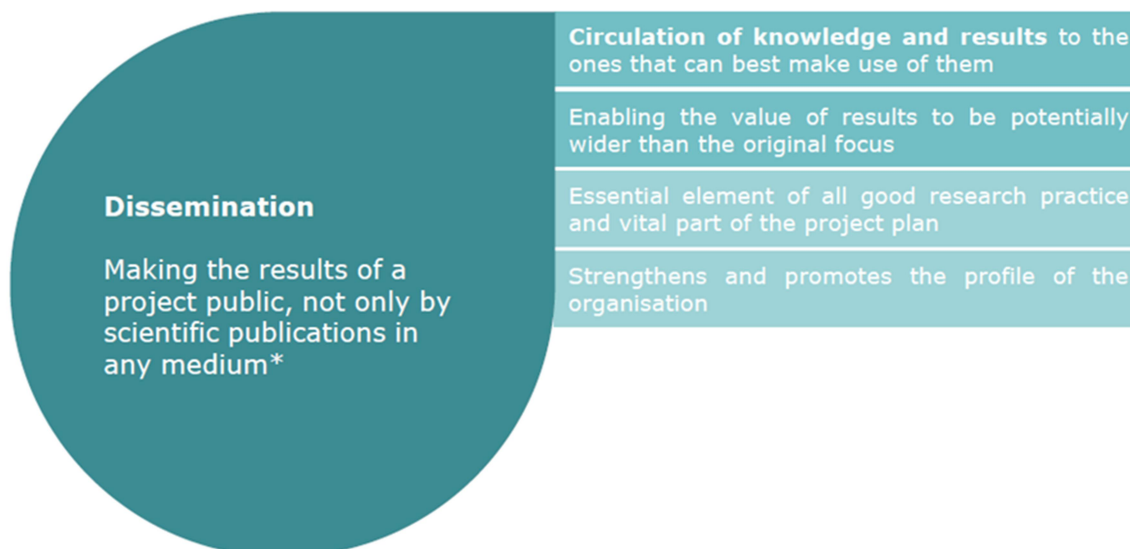 Dissemination
Making the results of a
project public, not only by
scientific publications in
any medium*
Circulation of knowledge and results to the
ones that can best make use of them
Enabling the value of results to be potentially
wider than the original focus
Essential element of all good research practice
and vital part of the project plan
Strengthens and promotes the profile of the
organisation